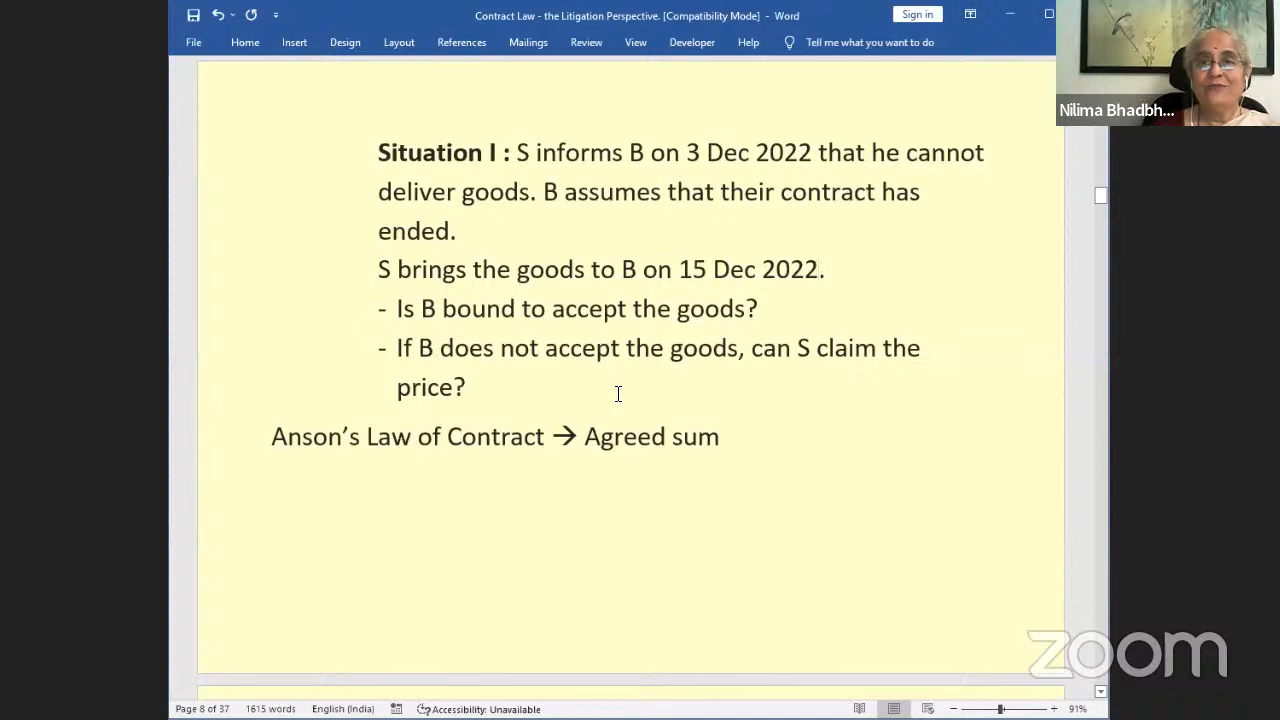 Contract Law - the Litigation Perspective. [Compatibility Mode] - Word
Sign in
File Home Insert Design Layout References Mailings Review View Developer Help Tell me what you want to do
Nilima Bhadbh...
Situation I : S informs B on 3 Dec 2022 that he cannot
deliver goods. B assumes that their contract has
ended.
S brings the goods to B on 15 Dec 2022.
- Is B bound to accept the goods?
- If B does not accept the goods, can S claim the
price?
Anson's Law of Contract → Agreed sum
zoom
Page 8 of 37 1615 words English (India) Accessibility: Unavailable 91%